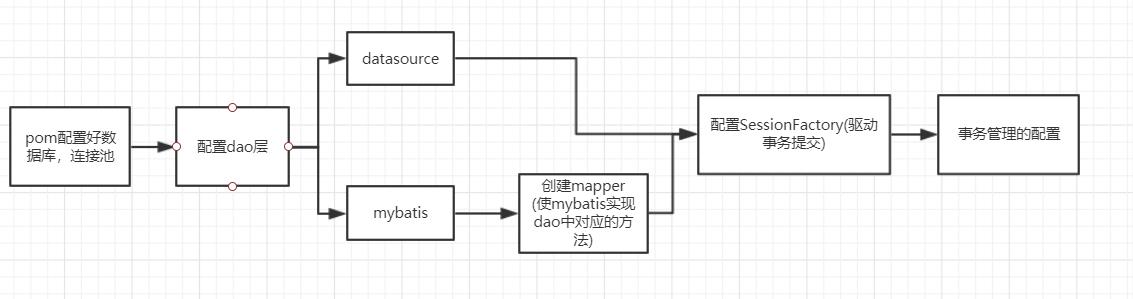 pom配置好数
据库，连接池
配置dao层
datasource
mybatis
创建mapper
(使mybatis实现
dao中对应的方
法)
配置SessionFactory(驱动
事务提交)
事务管理的配置